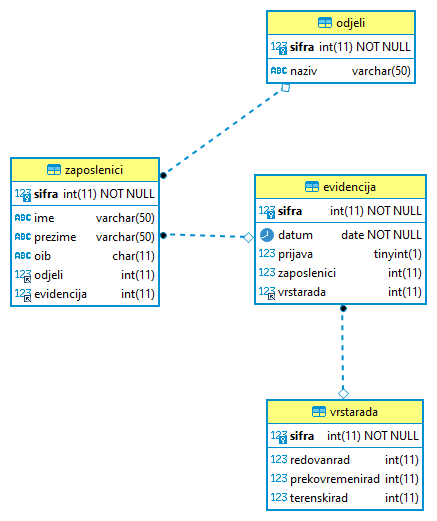 odjeli
123 sifra int(11) NOT NULL
ABC naziv varchar(50)
zaposlenici
123 sifra int(11) NOT NULL
ABC ime varchar(50)
ABC prezime varchar(50)
ABC oib char(11)
123 odjeli int(11)
123 evidencija int(11)
evidencija
123 sifra int(11) NOT NULL
datum date NOT NULL
123 prijava tinyint(1)
123 zaposlenici int(11)
123 vrstarada int(11)
vrstarada
123 sifra int(11) NOT NULL
123 redovanrad int(11)
123 prekovremenirad int(11)
123 terenskirad int(11)